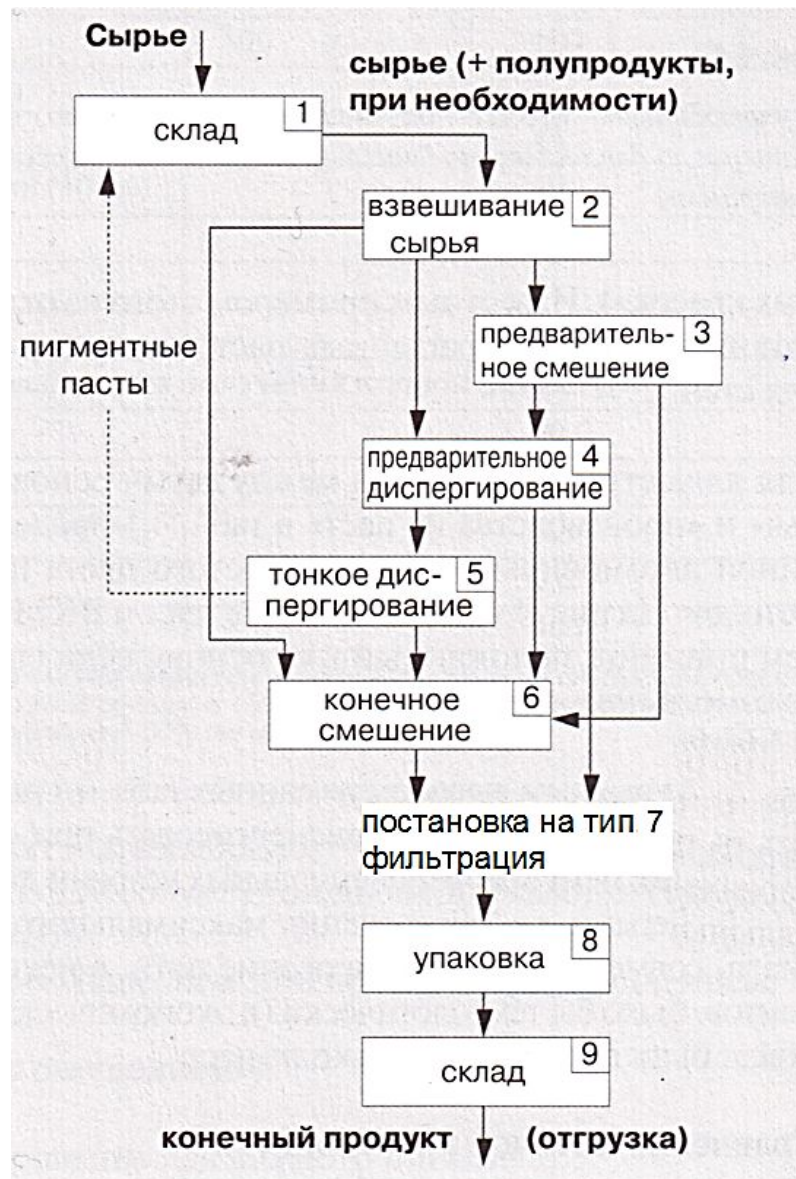 Сырье
сырье (+ полупродукты,
при необходимости)
склад 1
взвешивание 2
сырья
предваритель- 3
ное смешение
пигментные
пасты
предварительное 4
диспергирование
тонкое дис- 5
пергирование
конечное 6
смешение
постановка на тип 7
фильтрация
упаковка 8
склад 9
конечный продукт (отгрузка)